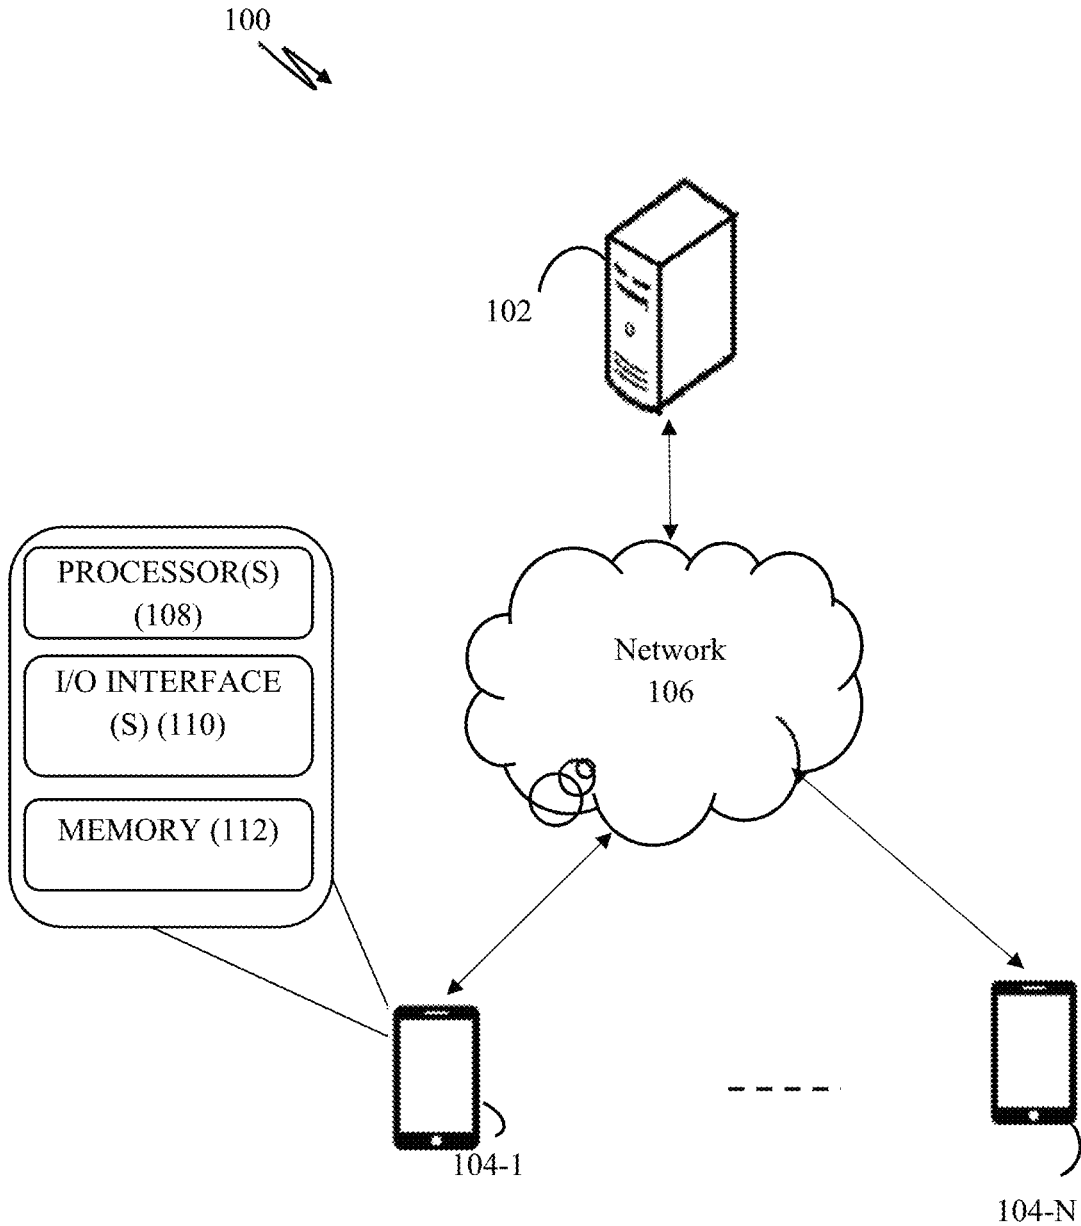 100
102
PROCESSOR(S)
(108)
I/O INTERFACE
(S) (110)
MEMORY (112)
Network
106
104-1
104-N